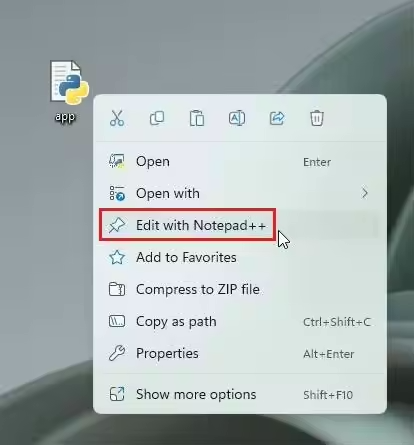 app
Open Enter
Open with
Edit with Notepad++
Add to Favorites
Compress to ZIP file
Copy as path Ctrl+Shift+C
Properties Alt+Enter
Show more options Shift+F10